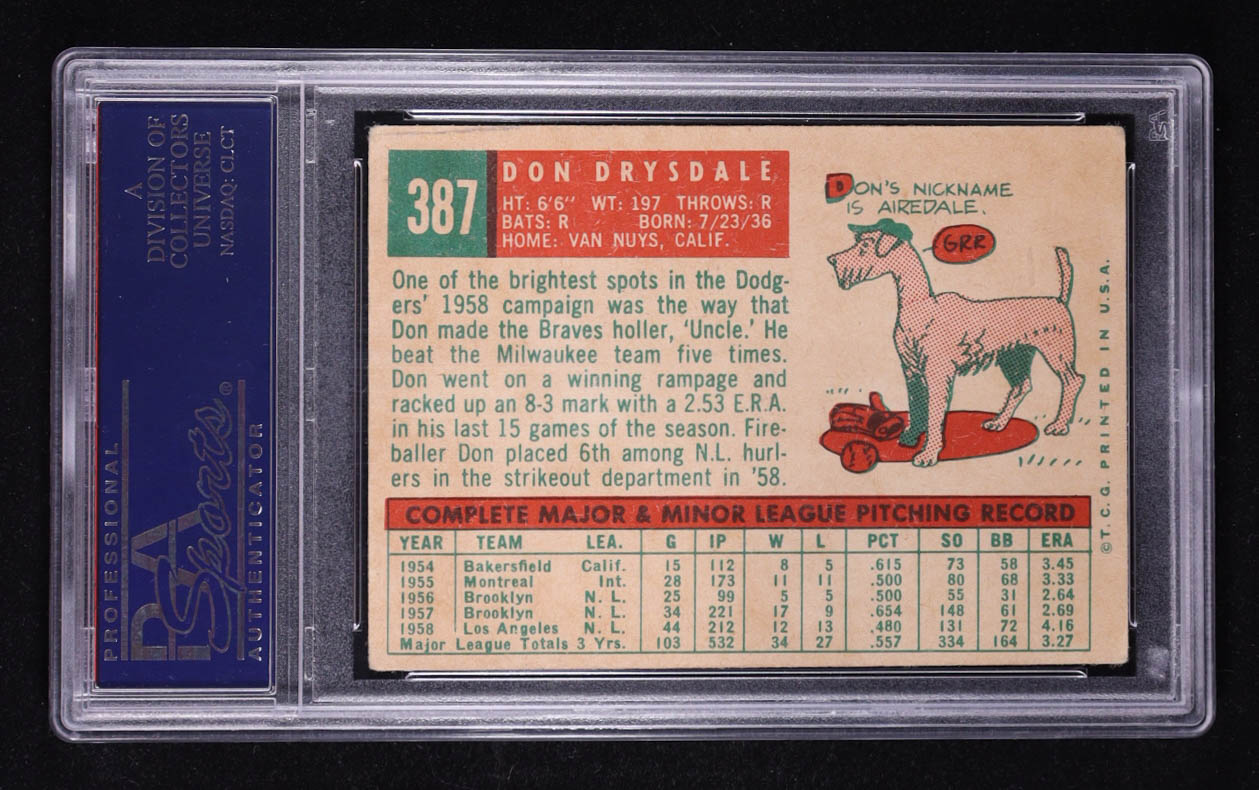 A
DIVISION OF
COLLECTORS
UNIVERSE
NASDAQ: CLCT
PROFESSIONAL
PSA
Sports®
AUTHENTICATOR
PSA
387
DON DRYSDALE
HT: 6'6" WT: 197 THROWS: R
BATS: R BORN: 7/23/36
HOME: VAN NUYS, CALIF.
One of the brightest spots in the Dodg-
ers' 1958 campaign was the way that
Don made the Braves holler, 'Uncle.' He
beat the Milwaukee team five times.
Don went on a winning rampage and
racked up an 8-3 mark with a 2.53 E.R.A.
in his last 15 games of the season. Fire-
baller Don placed 6th among N.L. hurl-
ers in the strikeout department in '58.
DON'S NICKNAME
IS AIREDALE.
GRR
COMPLETE MAJOR & MINOR LEAGUE PITCHING RECORD
YEAR TEAM LEA. G IP W L PCT SO BB ERA
1954 Bakersfield Calif. 15 112 8 5 .615 73 58 3.45
1955 Montreal Int. 28 173 11 11 .500 80 68 3.33
1956 Brooklyn N. L. 25 99 5 5 .500 55 31 2.64
1957 Brooklyn N. L. 34 221 17 9 .654 148 61 2.69
1958 Los Angeles N. L. 44 212 12 13 .480 131 72 4.16
Major League Totals 3 Yrs. 103 532 34 27 .557 334 164 3.27
©T. C. G. PRINTED IN U.S.A.